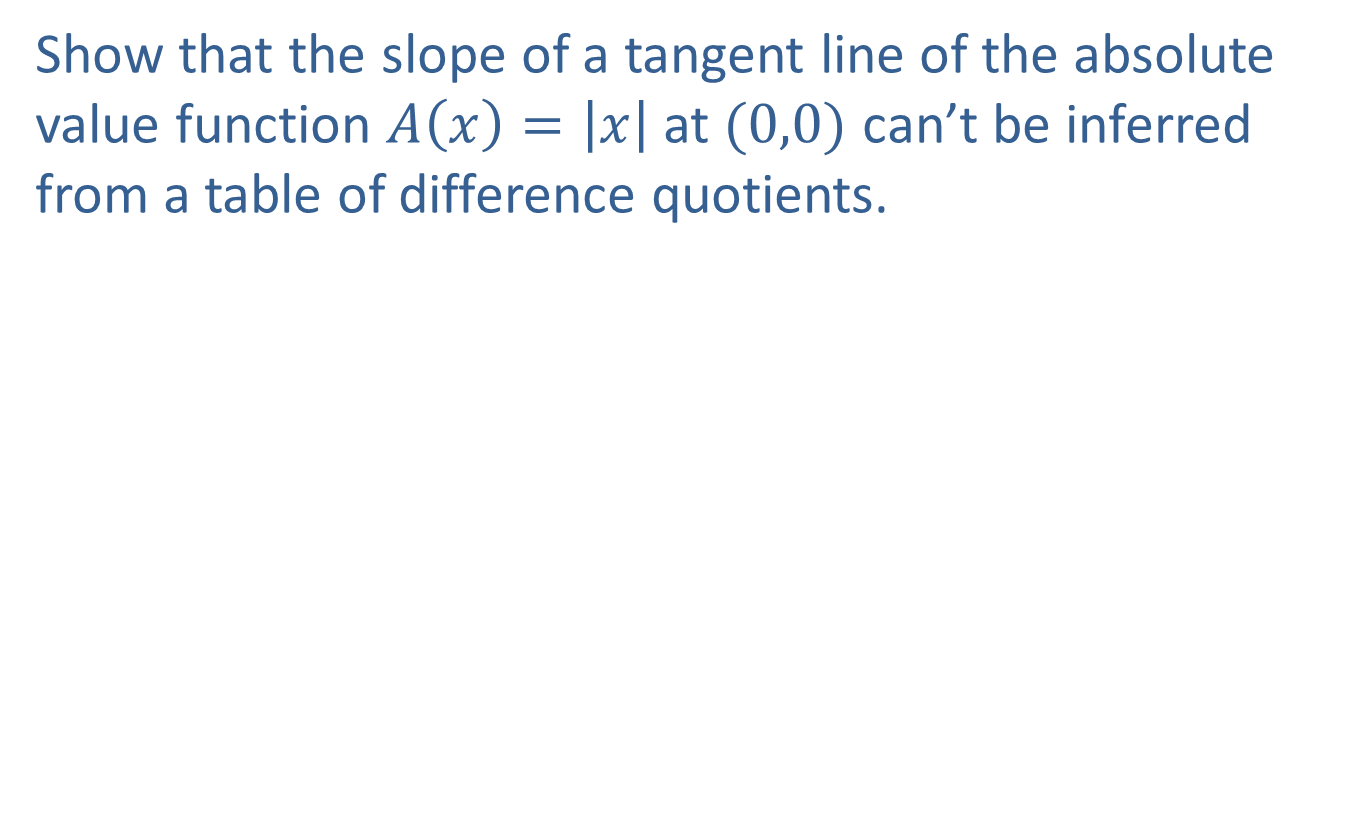 Show that the slope of a tangent line of the absolute
value function A(x) = |x| at (0,0) can’t be inferred
from a table of difference quotients.